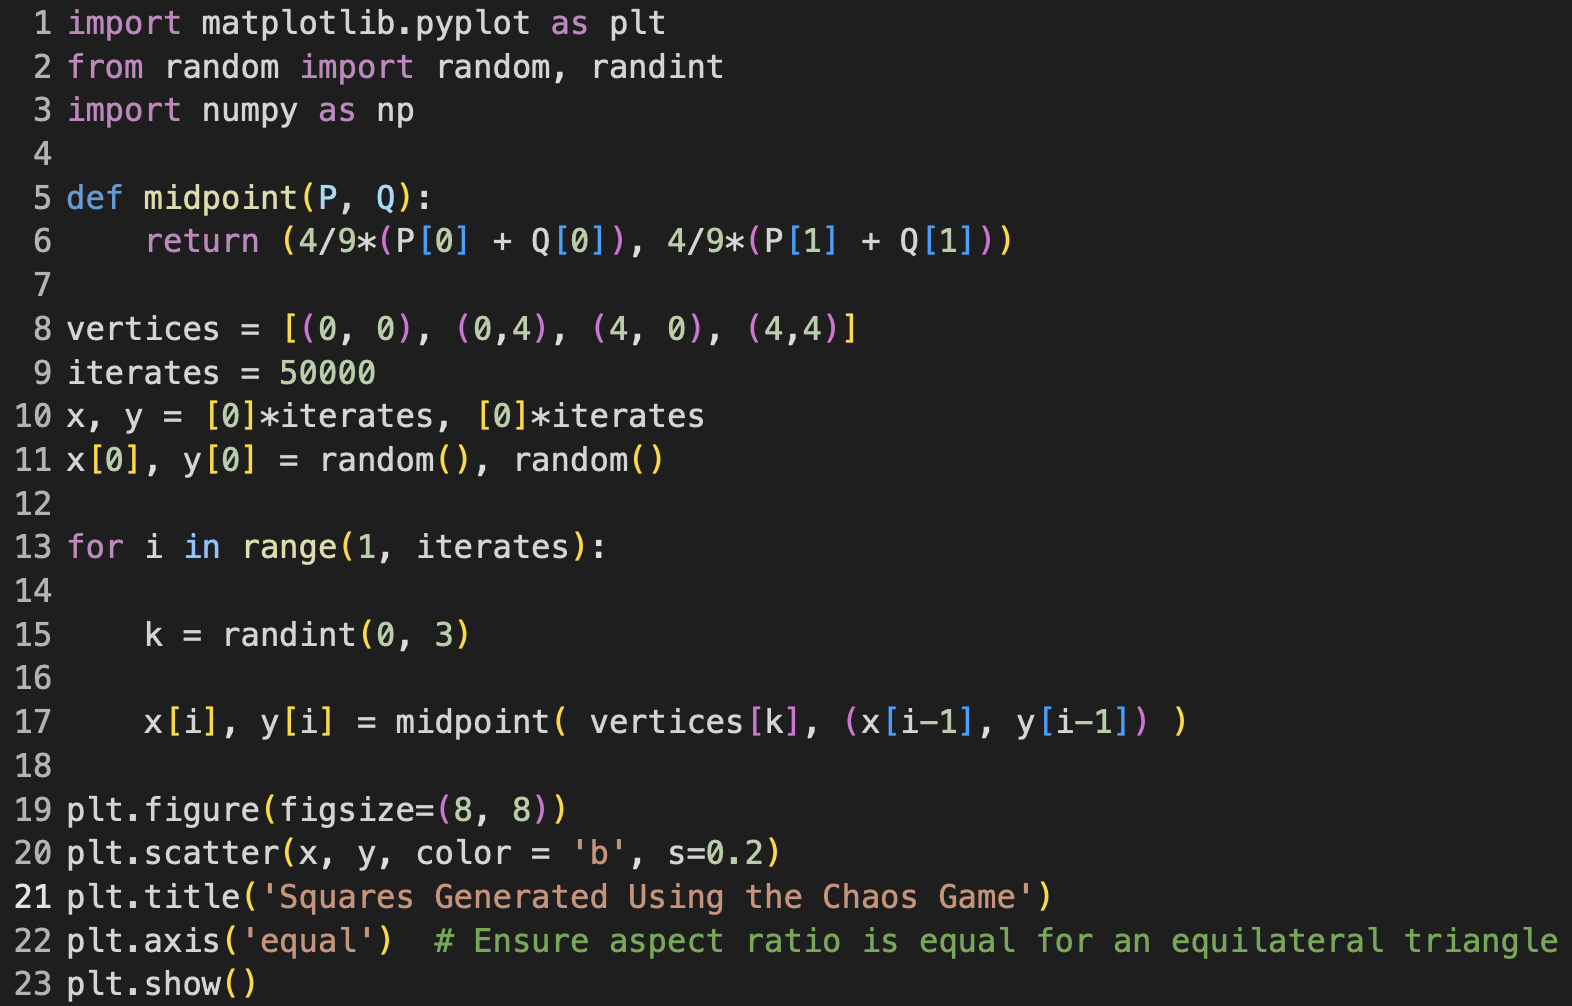 1 import matplotlib.pyplot as plt
2 from random import random, randint
3 import numpy as np
4
5 def midpoint(P, Q):
6     return (4/9*(P[0] + Q[0]), 4/9*(P[1] + Q[1]))
7
8 vertices = [(0, 0), (0,4), (4, 0), (4,4)]
9 iterates = 50000
10 x, y = [0]*iterates, [0]*iterates
11 x[0], y[0] = random(), random()
12
13 for i in range(1, iterates):
14
15     k = randint(0, 3)
16
17     x[i], y[i] = midpoint( vertices[k], (x[i-1], y[i-1]) )
18
19 plt.figure(figsize=(8, 8))
20 plt.scatter(x, y, color = 'b', s=0.2)
21 plt.title('Squares Generated Using the Chaos Game')
22 plt.axis('equal')  # Ensure aspect ratio is equal for an equilateral triangle
23 plt.show()